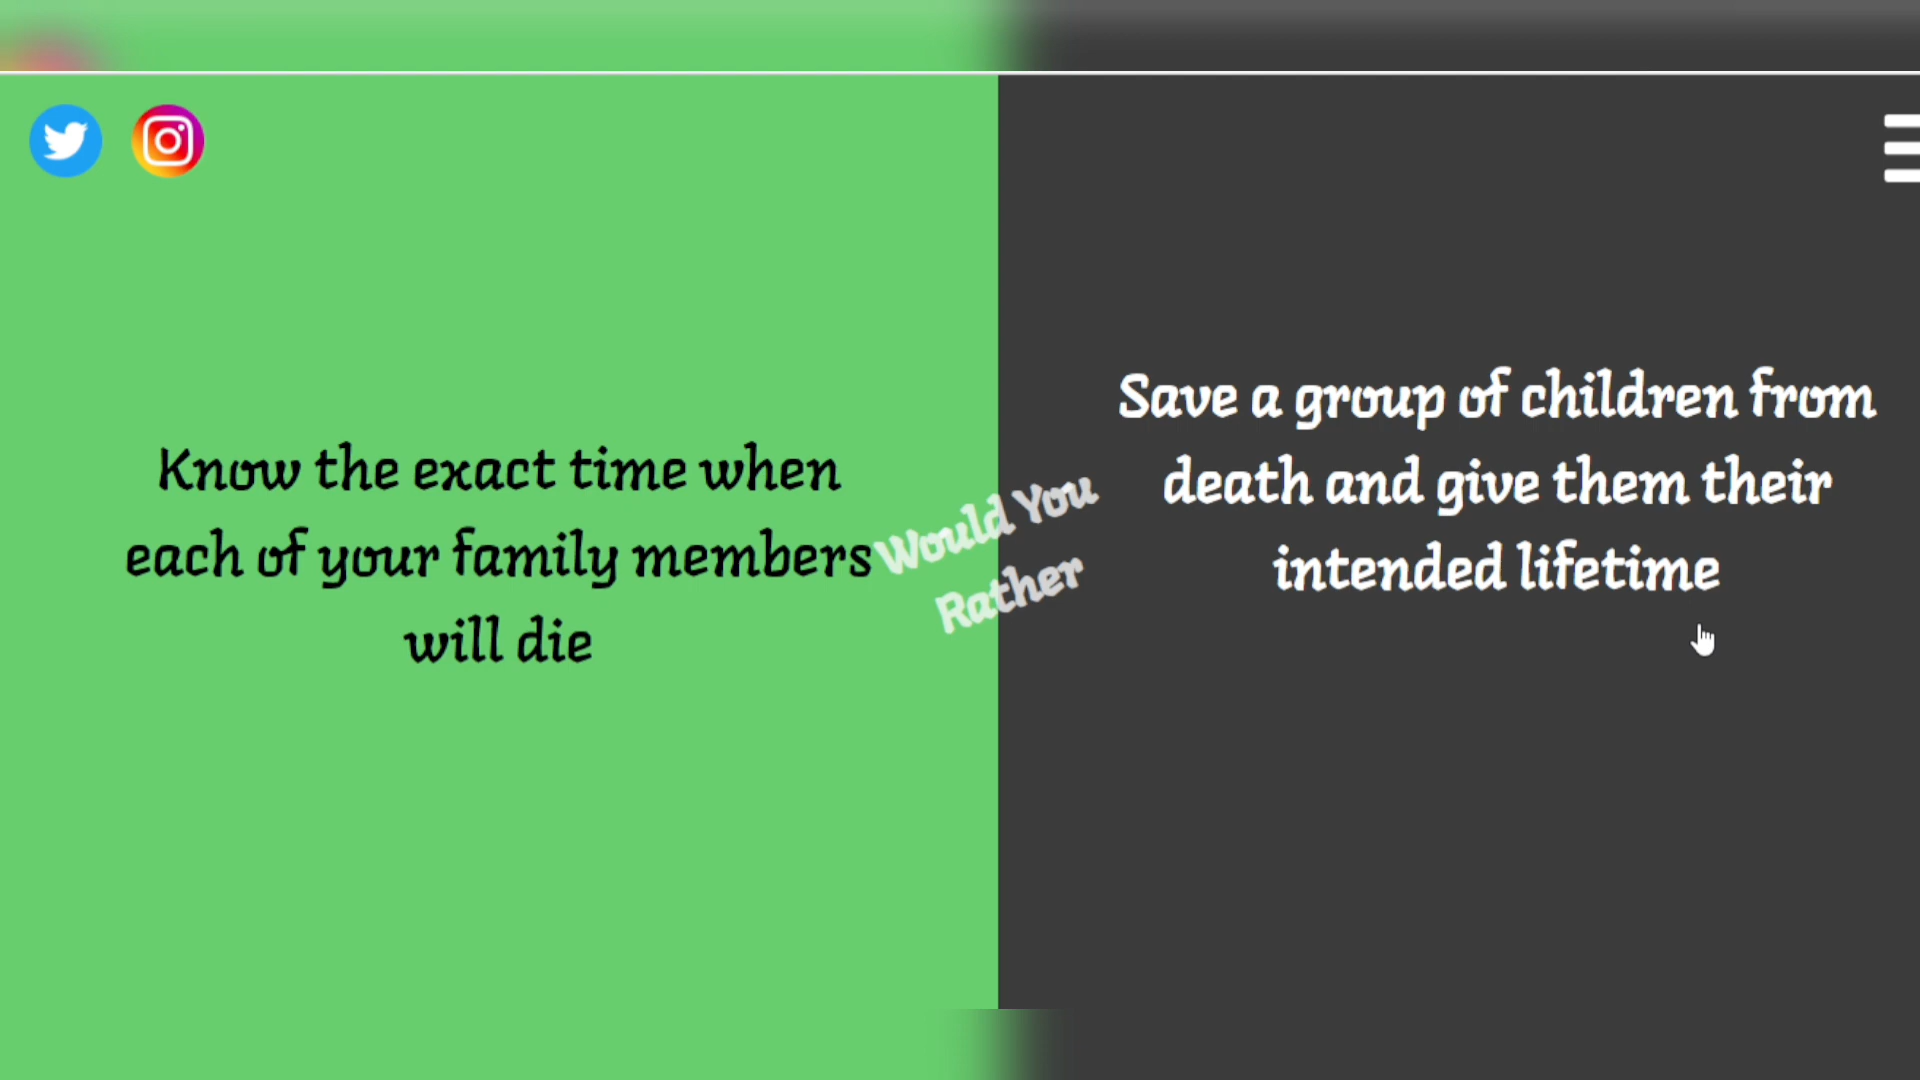 Know the exact time when
each of your family members
will die
Would You
Rather
Save a group of children from
death and give them their
intended lifetime